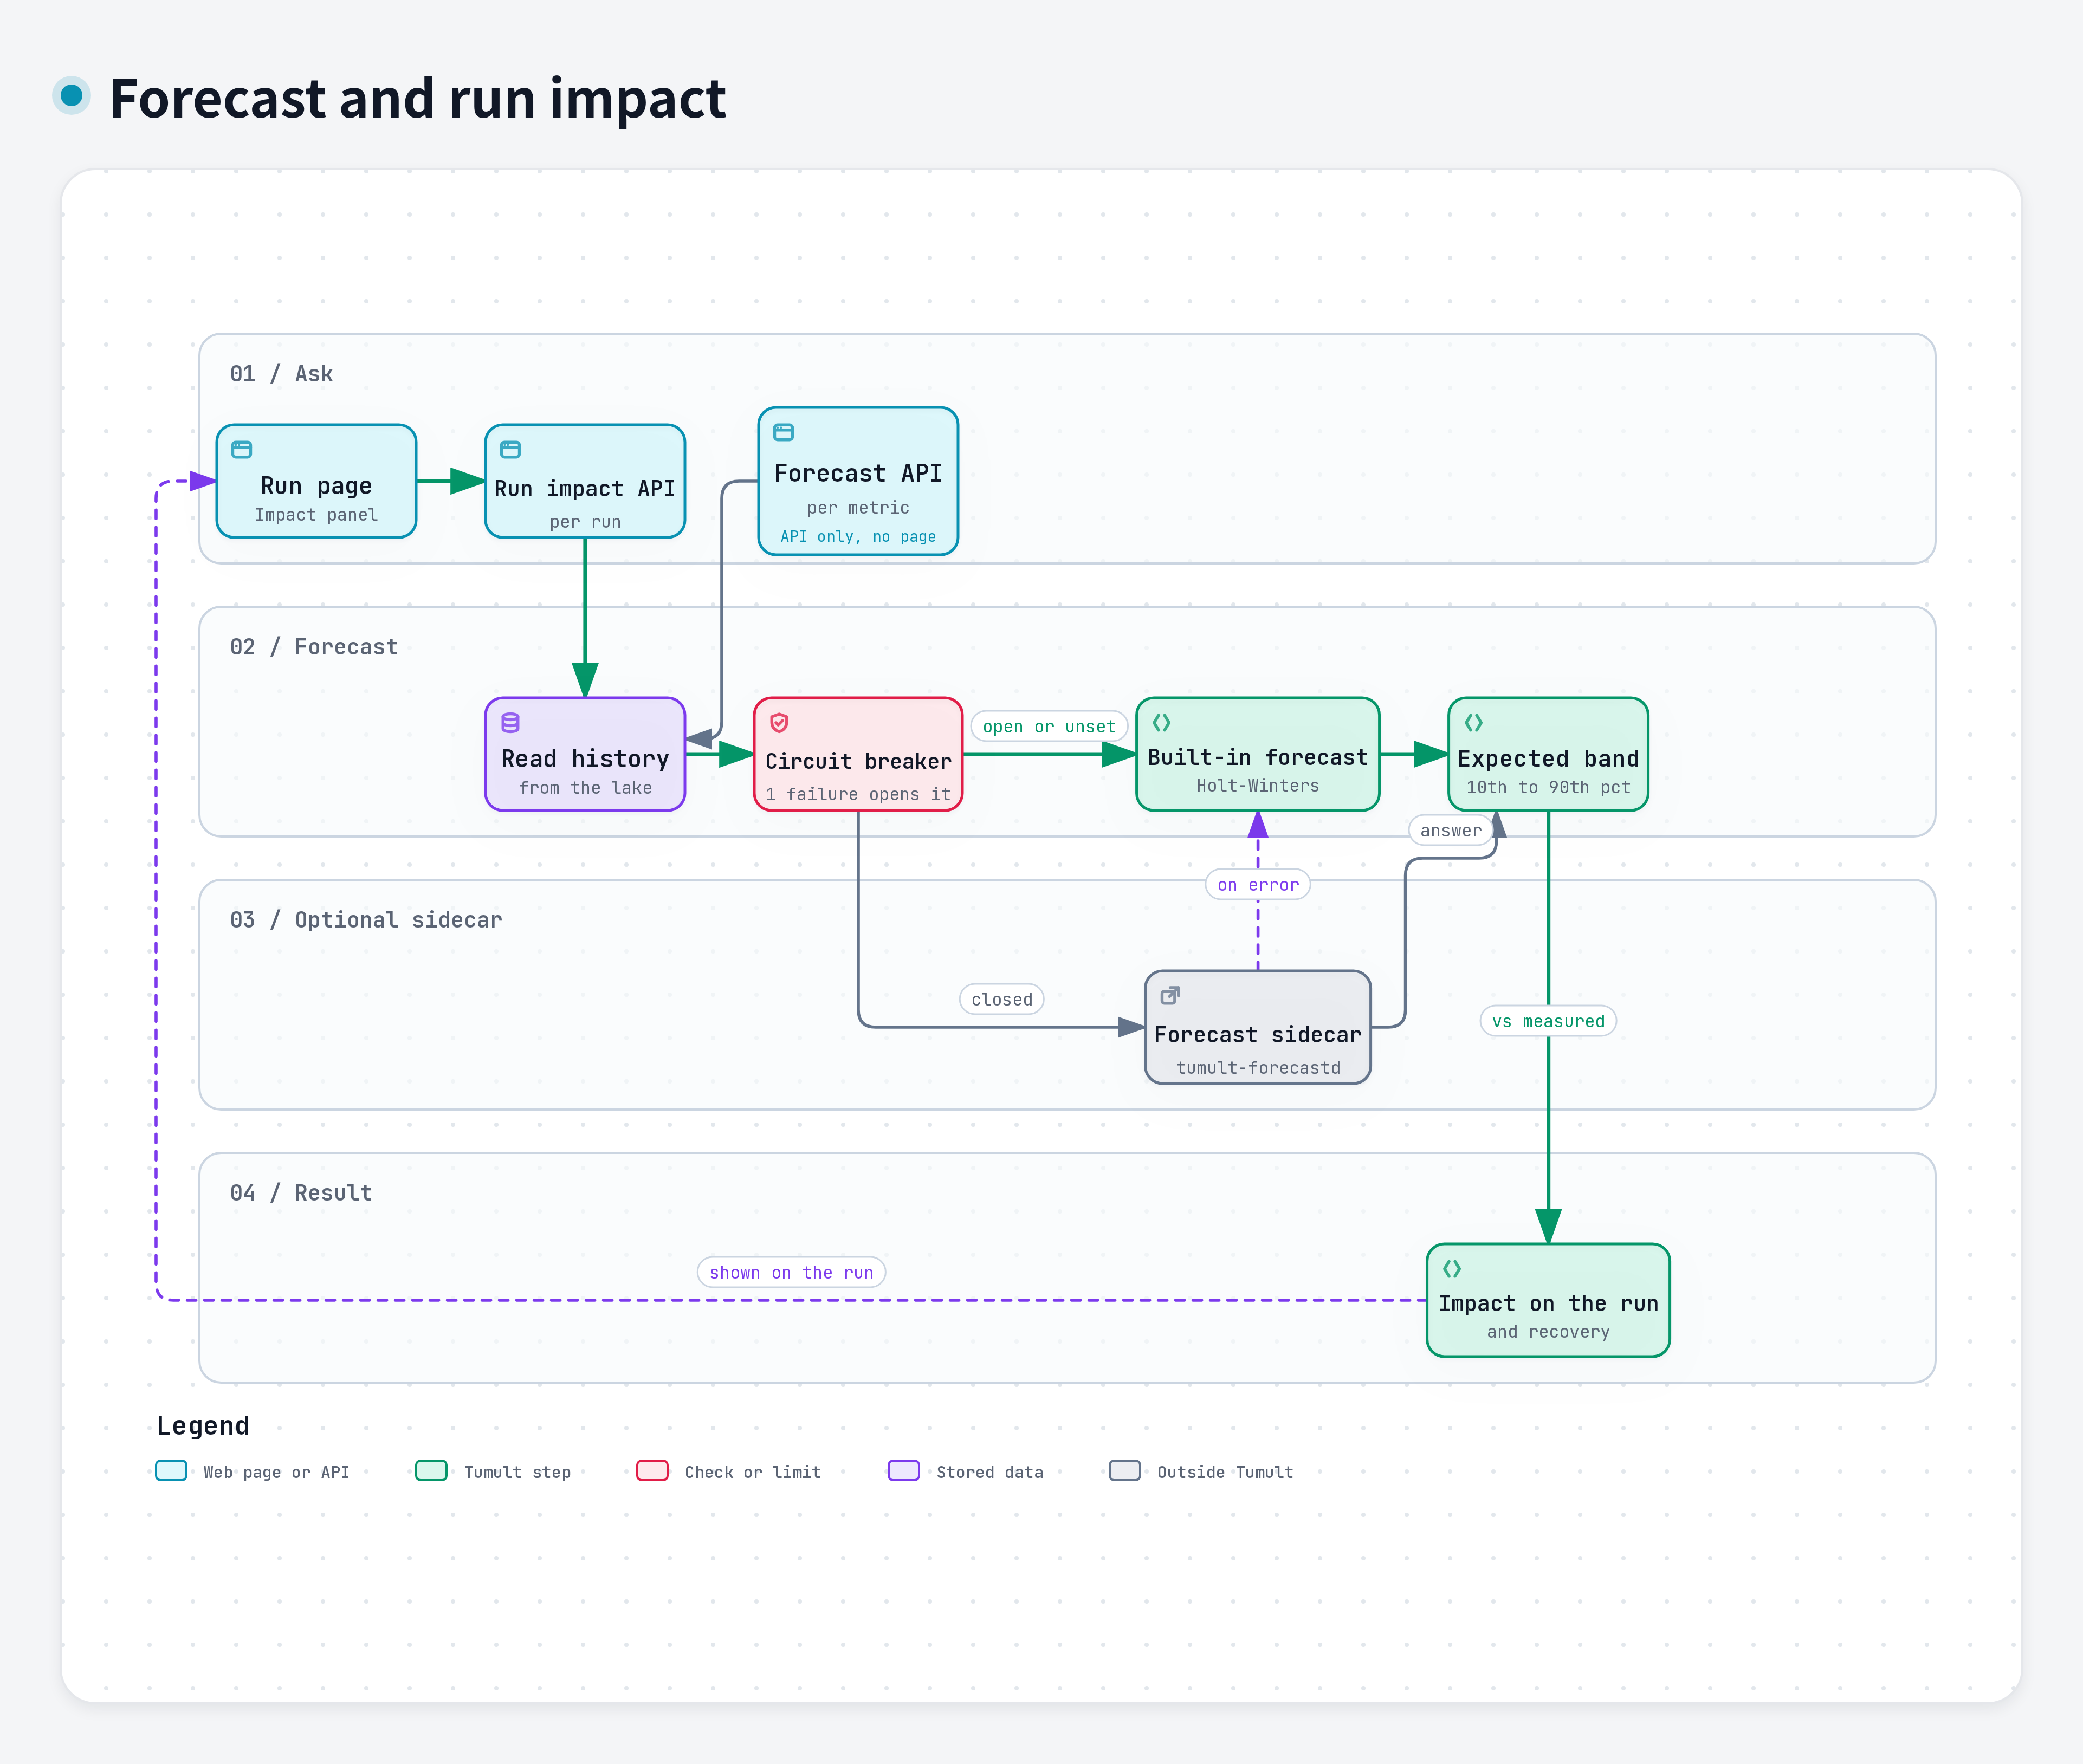 Forecast and run impact
01 / Ask
Run page
Impact panel
Run impact API
per run
Forecast API
per metric
API only, no page
02 / Forecast
Read history
from the lake
Circuit breaker
1 failure opens it
open or unset
Built-in forecast
Holt-Winters
Expected band
10th to 90th pct
answer
on error
03 / Optional sidecar
closed
Forecast sidecar
tumult-forecastd
vs measured
04 / Result
shown on the run
Impact on the run
and recovery
Legend
Web page or API
Tumult step
Check or limit
Stored data
Outside Tumult